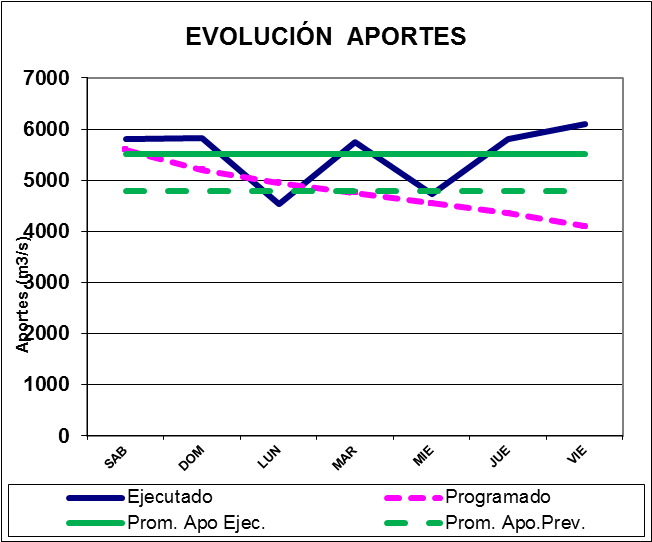 EVOLUCIÓN APORTES
7000
6000
5000
4000
3000
2000
1000
0
Aportes (m3/s)
SAB DOM LUN MAR MIE JUE VIE
Ejecutado Programado
Prom. Apo Ejec. Prom. Apo.Prev.